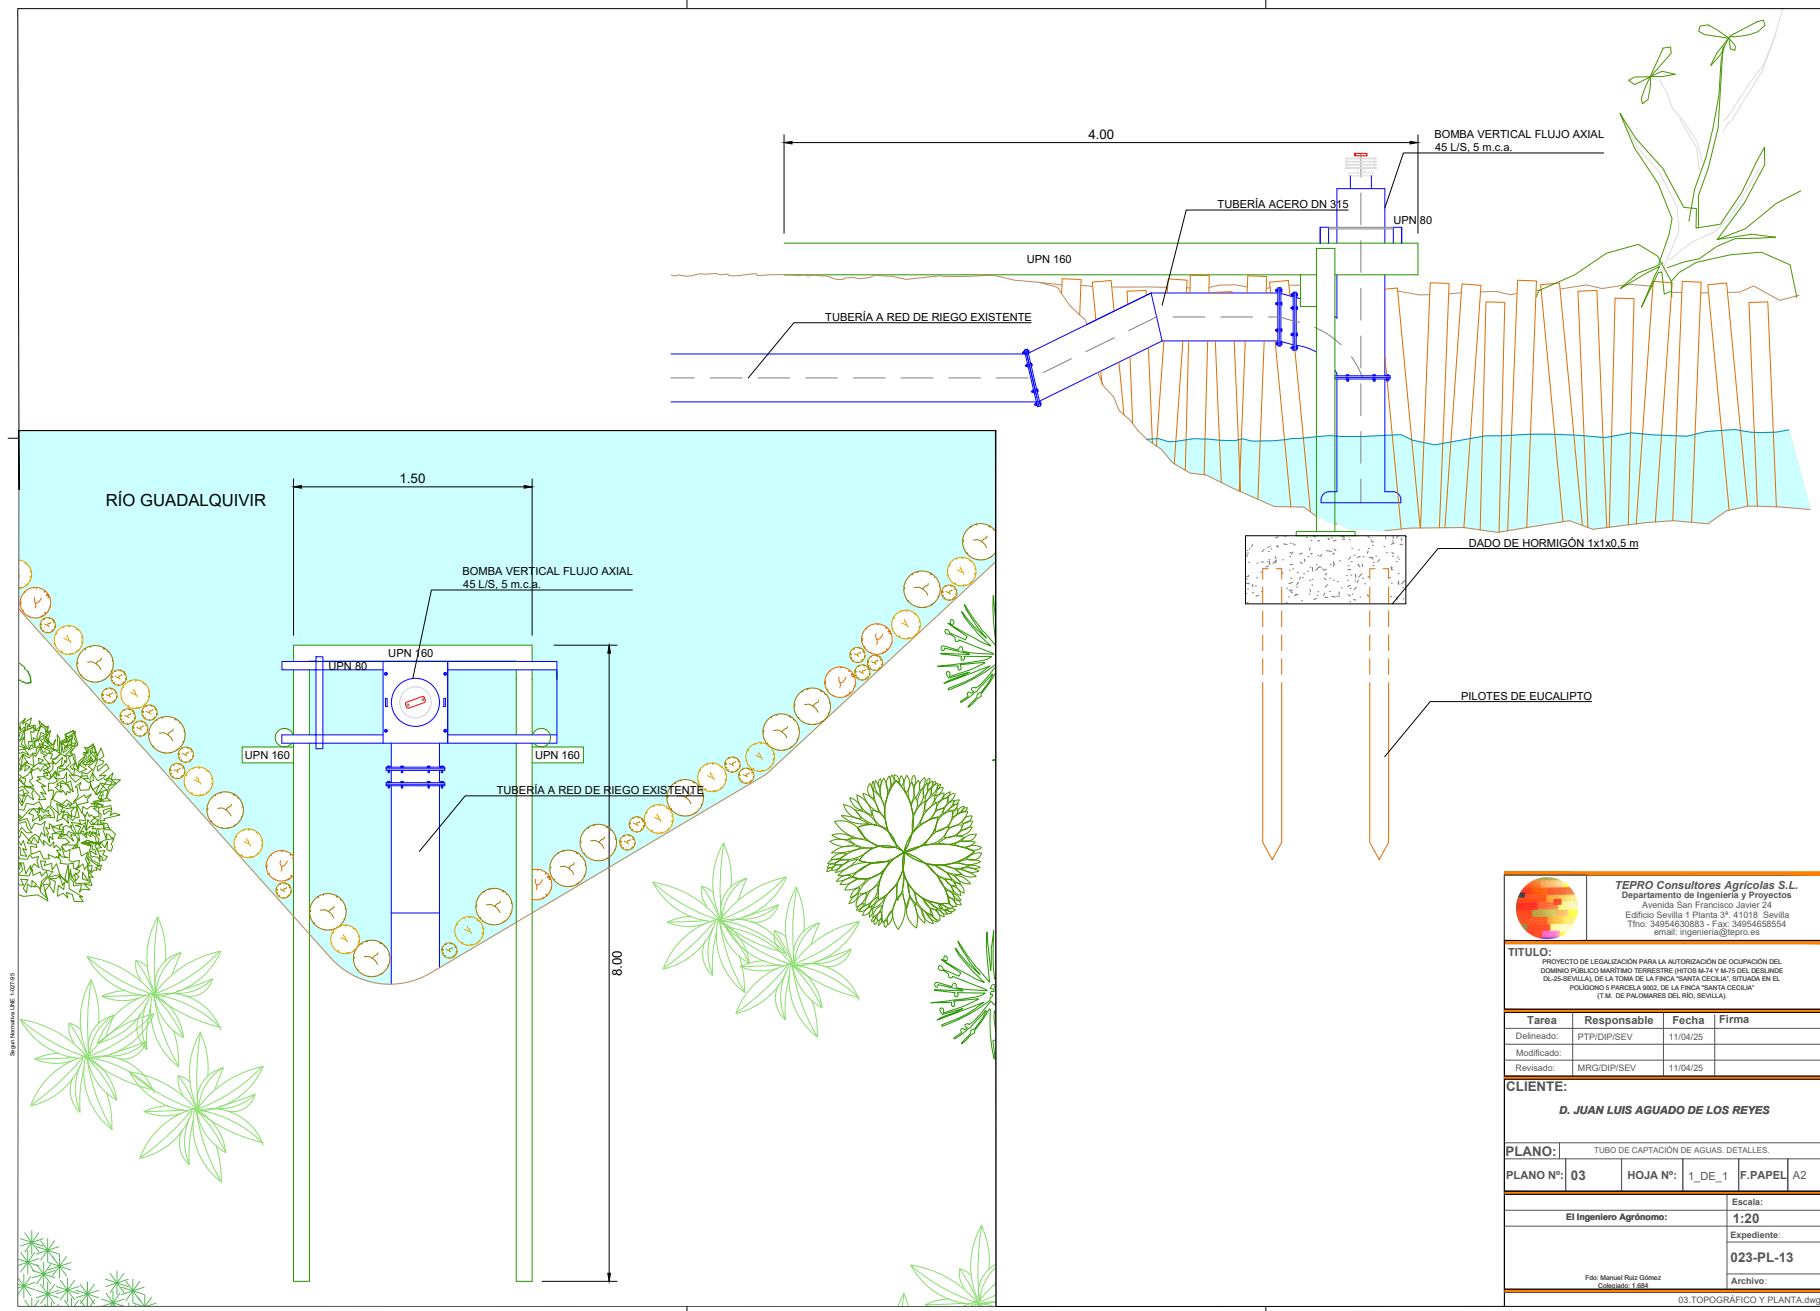 4.00
BOMBA VERTICAL FLUJO AXIAL
45 L/S, 5 m.c.a.
TUBERÍA ACERO DN 315
UPN 80
UPN 160
TUBERÍA A RED DE RIEGO EXISTENTE
DADO DE HORMIGÓN 1x1x0,5 m
PILOTES DE EUCALIPTO
RÍO GUADALQUIVIR
1.50
BOMBA VERTICAL FLUJO AXIAL
45 L/S, 5 m.c.a.
UPN 160
UPN 80
UPN 160
UPN 160
TUBERÍA A RED DE RIEGO EXISTENTE
8.00
Segun Normativa UNE 1-027-95
TEPRO Consultores Agrícolas S.L.
Departamento de Ingeniería y Proyectos
Avenida San Francisco Javier 24
Edificio Sevilla 1 Planta 3ª. 41018 Sevilla
Tfno: 34954630883 - Fax: 34954658554
email: ingenieria@tepro.es
TITULO:
PROYECTO DE LEGALIZACIÓN PARA LA AUTORIZACIÓN DE OCUPACIÓN DEL
DOMINIO PÚBLICO MARÍTIMO TERRESTRE (HITOS M-74 Y M-75 DEL DESLINDE
DL-25-SEVILLA), DE LA TOMA DE LA FINCA "SANTA CECILIA", SITUADA EN EL
POLÍGONO 5 PARCELA 9002, DE LA FINCA "SANTA CECILIA"
(T.M. DE PALOMARES DEL RÍO, SEVILLA).
Tarea Responsable Fecha Firma
Delineado: PTP/DIP/SEV 11/04/25
Modificado:
Revisado: MRG/DIP/SEV 11/04/25
CLIENTE:
D. JUAN LUIS AGUADO DE LOS REYES
PLANO: TUBO DE CAPTACIÓN DE AGUAS. DETALLES.
PLANO Nº: 03 HOJA Nº: 1_DE_1 F.PAPEL A2
Escala:
El Ingeniero Agrónomo: 1:20
Expediente:
023-PL-13
Fdo: Manuel Ruiz Gómez
Colegiado: 1.684
Archivo:
03.TOPOGRÁFICO Y PLANTA.dwg